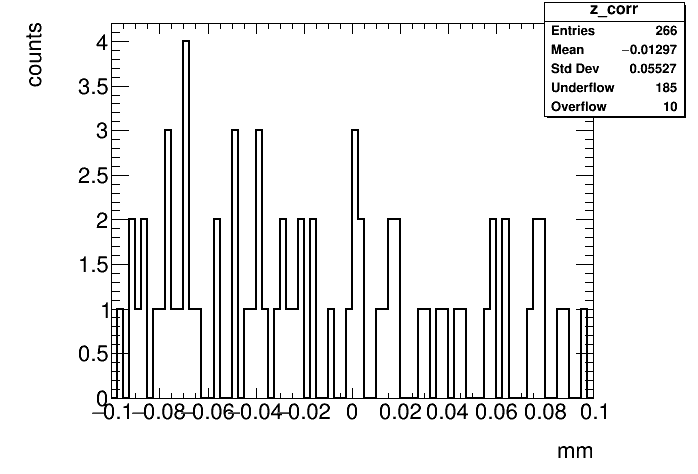 z_corr
Entries 266
Mean −0.01297
Std Dev 0.05527
Underflow 185
Overflow 10
counts
4
3.5
3
2.5
2
1.5
1
0.5
0
−0.1 −0.08 −0.06 −0.04 −0.02 0 0.02 0.04 0.06 0.08 0.1
mm